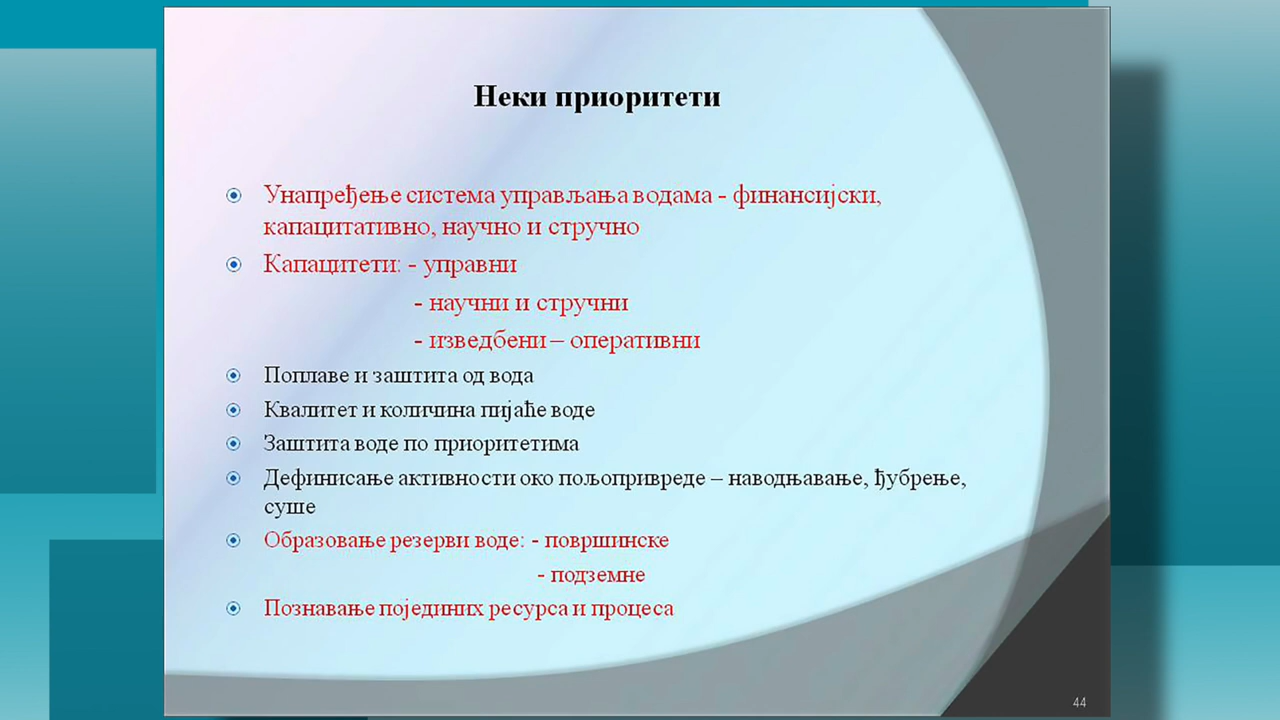 Неки приоритети
Унапређење система управљања водама - финансијски,
капацитативно, научно и стручно
Капацитети: - управни
- научни и стручни
- изведбени – оперативни
Поплаве и заштита од вода
Квалитет и количина пијаће воде
Заштита воде по приоритетима
Дефинисање активности око пољопривреде – наводњавање, ђубрење,
суше
Образовање резерви воде: - површинске
- подземне
Познавање појединих ресурса и процеса
44